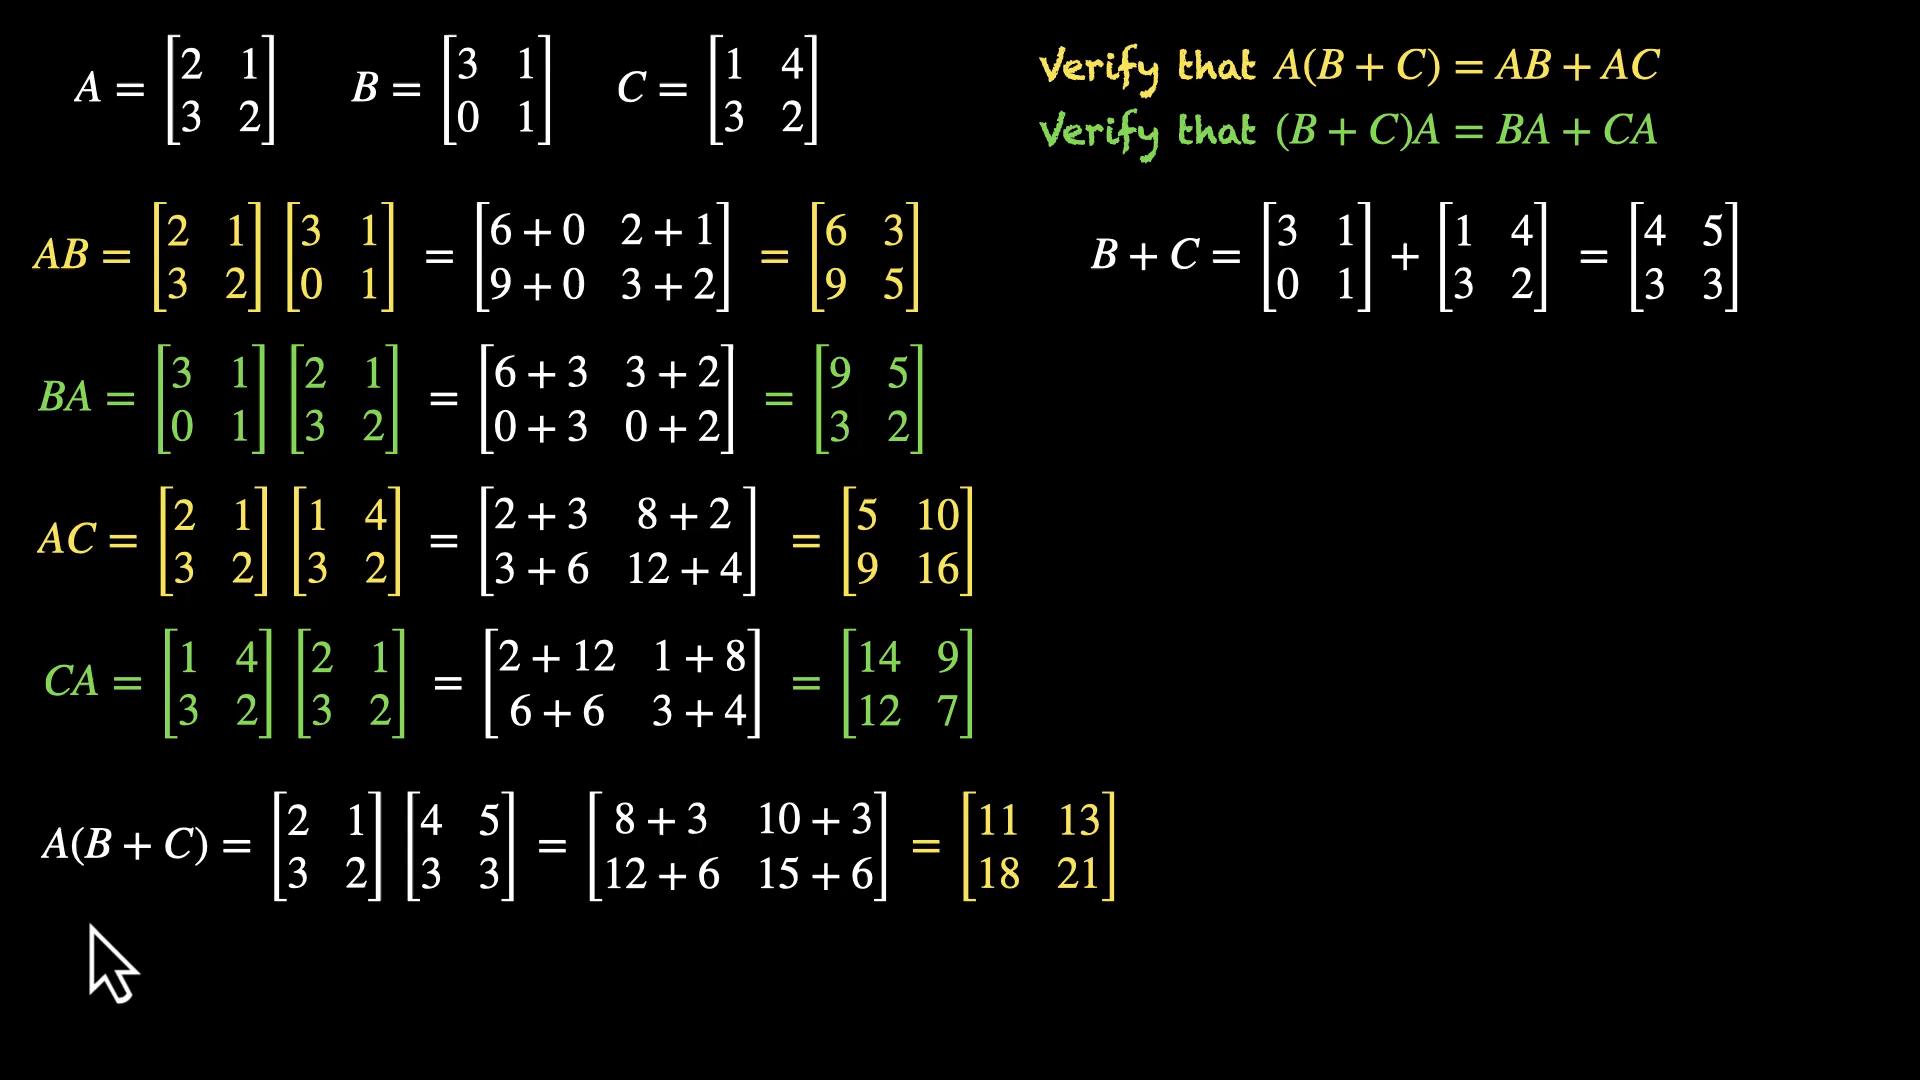 A = [2 1; 3 2] B = [3 1; 0 1] C = [1 4; 3 2]
Verify that A(B + C) = AB + AC
Verify that (B + C)A = BA + CA
AB = [2 1; 3 2] [3 1; 0 1] = [6 + 0 2 + 1; 9 + 0 3 + 2] = [6 3; 9 5]
B + C = [3 1; 0 1] + [1 4; 3 2] = [4 5; 3 3]
BA = [3 1; 0 1] [2 1; 3 2] = [6 + 3 3 + 2; 0 + 3 0 + 2] = [9 5; 3 2]
AC = [2 1; 3 2] [1 4; 3 2] = [2 + 3 8 + 2; 3 + 6 12 + 4] = [5 10; 9 16]
CA = [1 4; 3 2] [2 1; 3 2] = [2 + 12 1 + 8; 6 + 6 3 + 4] = [14 9; 12 7]
A(B + C) = [2 1; 3 2] [4 5; 3 3] = [8 + 3 10 + 3; 12 + 6 15 + 6] = [11 13; 18 21]